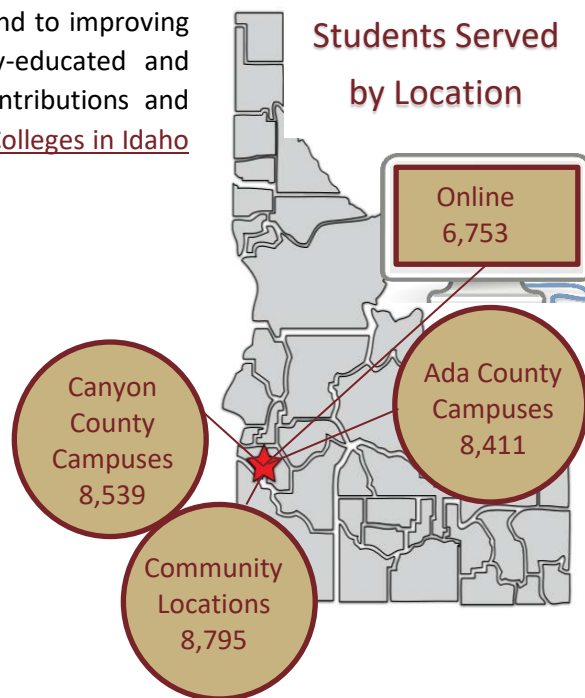 nd to improving
y-educated and
ntributions and
Colleges in Idaho
Students Served
by Location
Online
6,753
Ada County
Campuses
8,411
Canyon
County
Campuses
8,539
Community
Locations
8,795